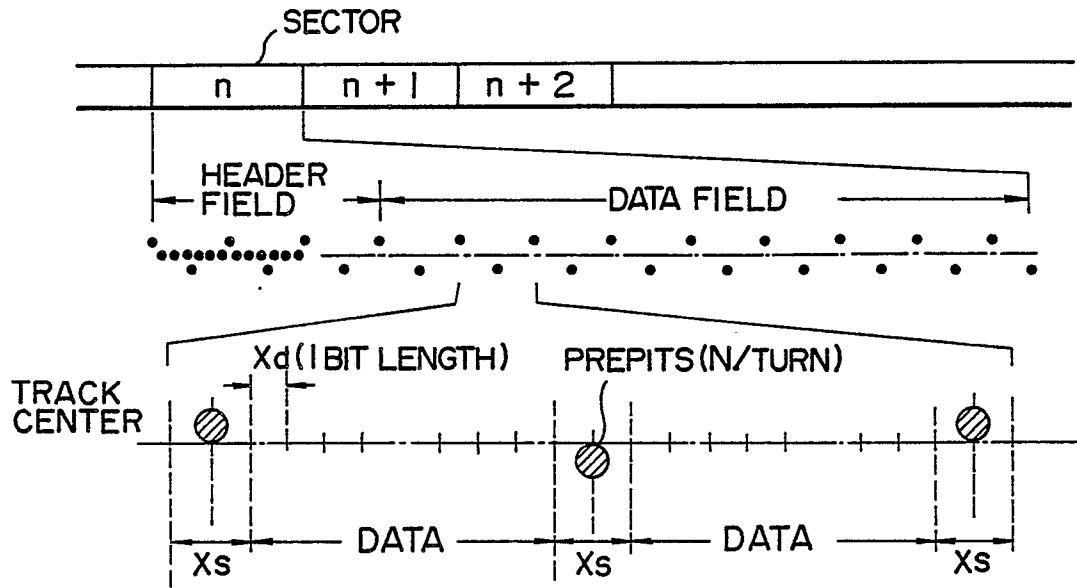 SECTOR
n n + 1 n + 2
HEADER
FIELD
DATA FIELD
Xd (1 BIT LENGTH)
PREPITS (N/TURN)
TRACK
CENTER
DATA DATA
Xs Xs Xs